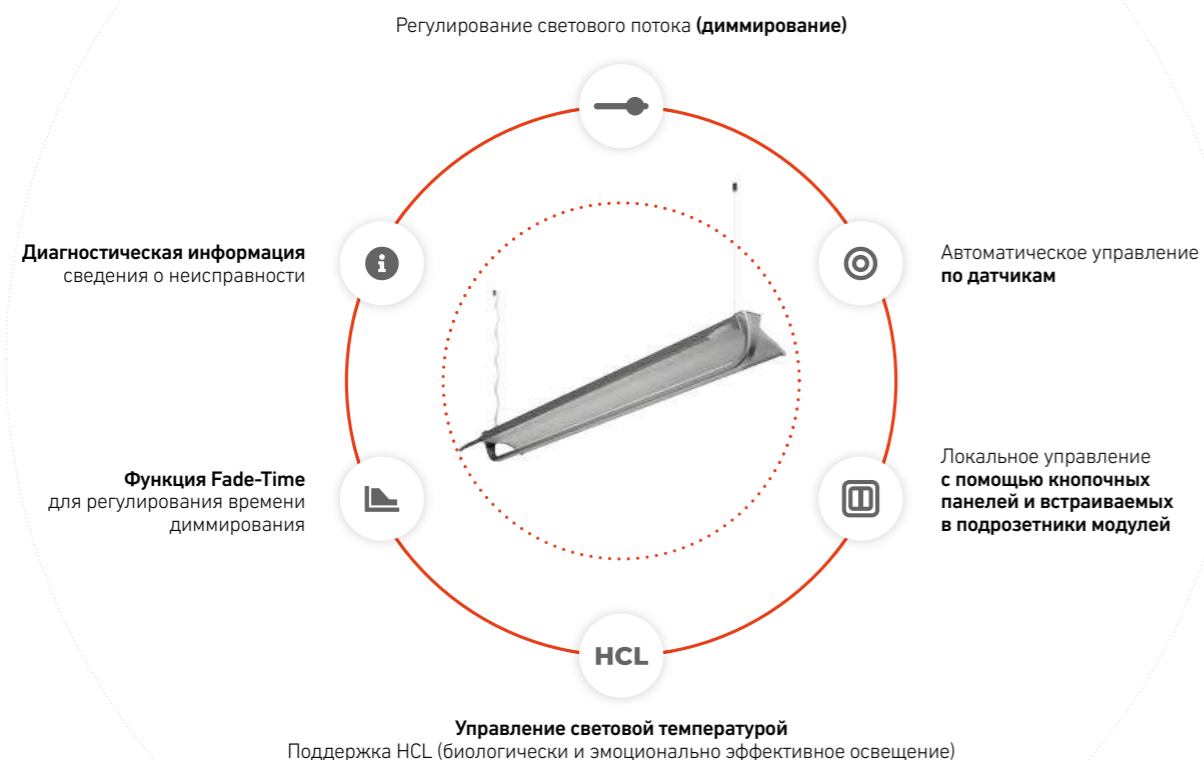 Регулирование светового потока (диммирование)
Диагностическая информация
сведения о неисправности
Автоматическое управление
по датчикам
Функция Fade-Time
для регулирования времени
диммирования
Локальное управление
с помощью кнопочных
панелей и встраиваемых
в подрозетники модулей
HCL
Управление световой температурой
Поддержка HCL (биологически и эмоционально эффективное освещение)